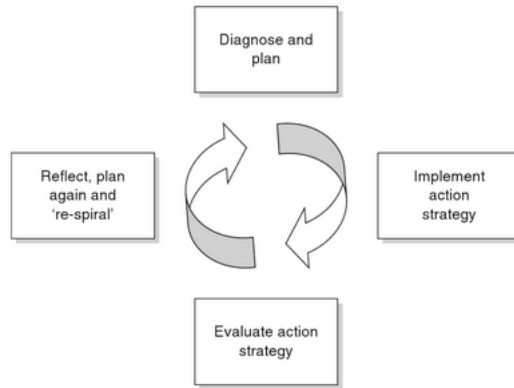 Diagnose and
plan
Reflect, plan
again and
‘re-spiral’
Implement
action
strategy
Evaluate action
strategy